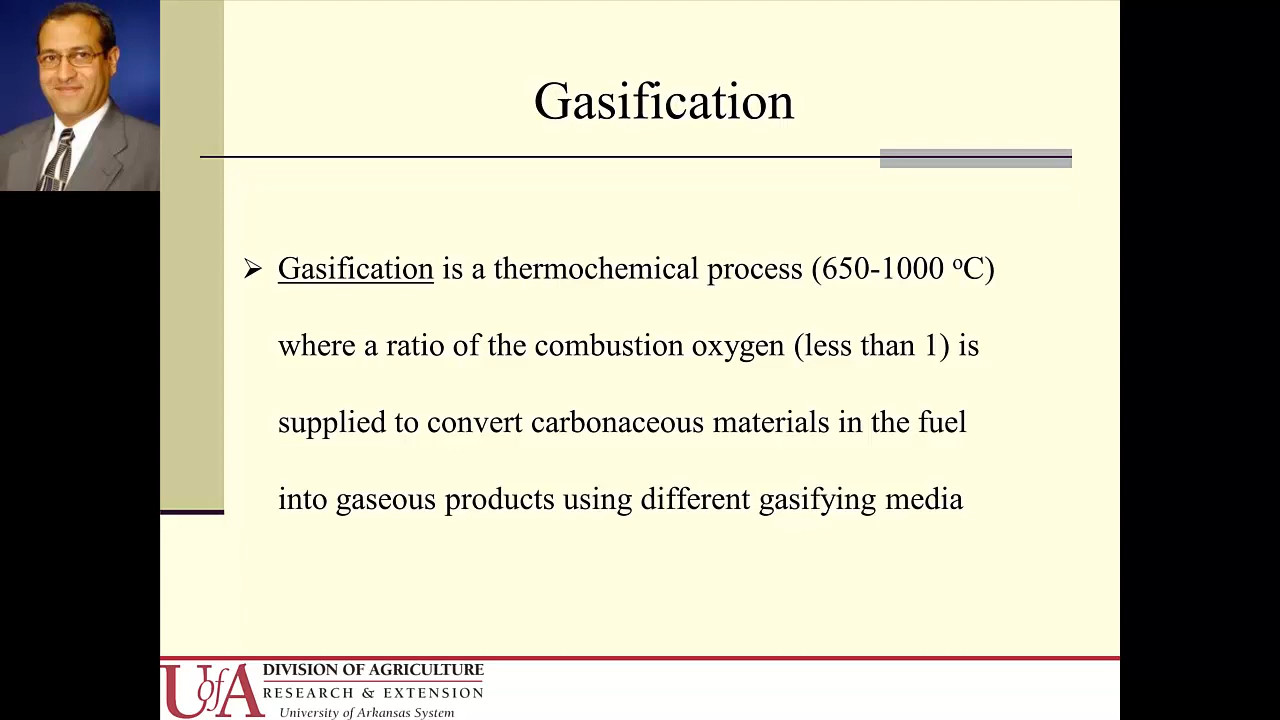 Gasification
➢ Gasification is a thermochemical process (650-1000 ºC)
where a ratio of the combustion oxygen (less than 1) is
supplied to convert carbonaceous materials in the fuel
into gaseous products using different gasifying media
UofA
DIVISION OF AGRICULTURE
RESEARCH & EXTENSION
University of Arkansas System